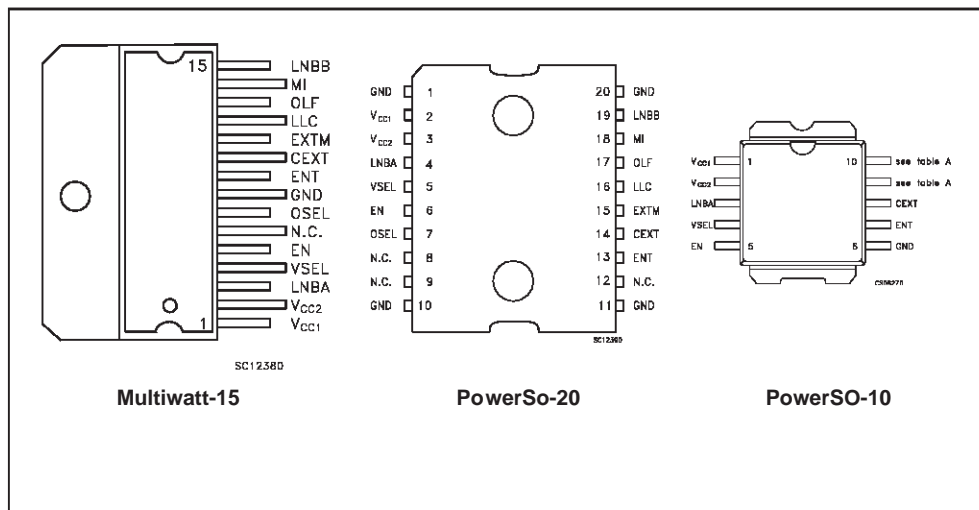 15 LNBB
MI
OLF
LLC
EXTM
CEXT
ENT
GND
OSEL
N.C.
EN
VSEL
LNBA
VCC2
1 VCC1
SC12380
Multiwatt-15
GND 1 20 GND
VCC1 2 19 LNBB
VCC2 3 18 MI
LNBA 4 17 OLF
VSEL 5 16 LLC
EN 6 15 EXTM
OSEL 7 14 CEXT
N.C. 8 13 ENT
N.C. 9 12 N.C.
GND 10 11 GND
PowerSo-20
VCC1 1 10 see table A
VCC2 see table A
LNBA CEXT
VSEL ENT
EN 5 6 GND
PowerSO-10